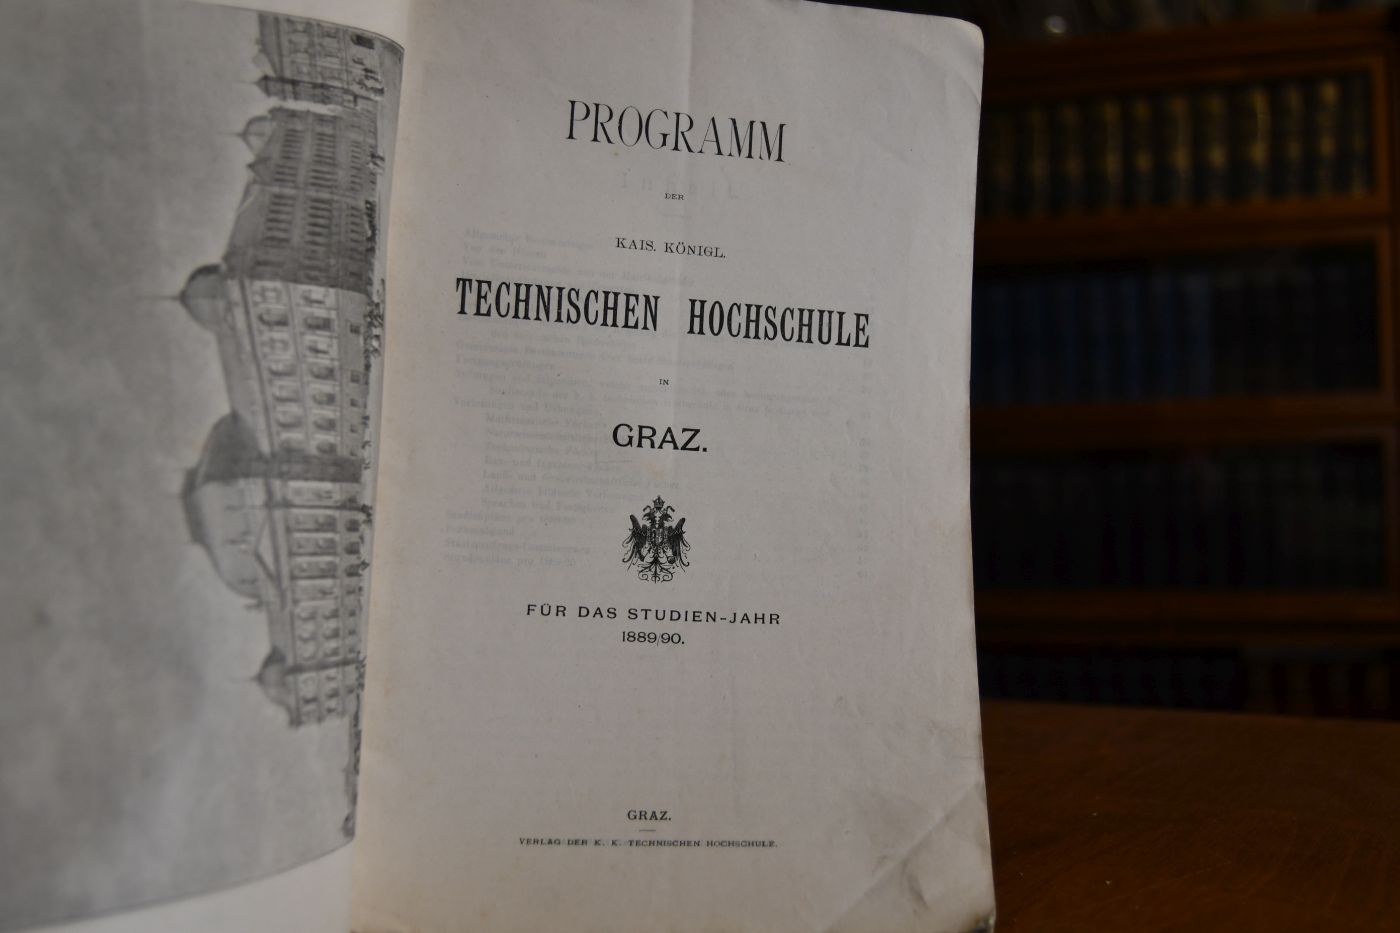 PROGRAMM
DER
KAIS. KÖNIGL.
TECHNISCHEN HOCHSCHULE
IN
GRAZ.
FÜR DAS STUDIEN-JAHR
1889/90.
GRAZ.
VERLAG DER K. K. TECHNISCHEN HOCHSCHULE.